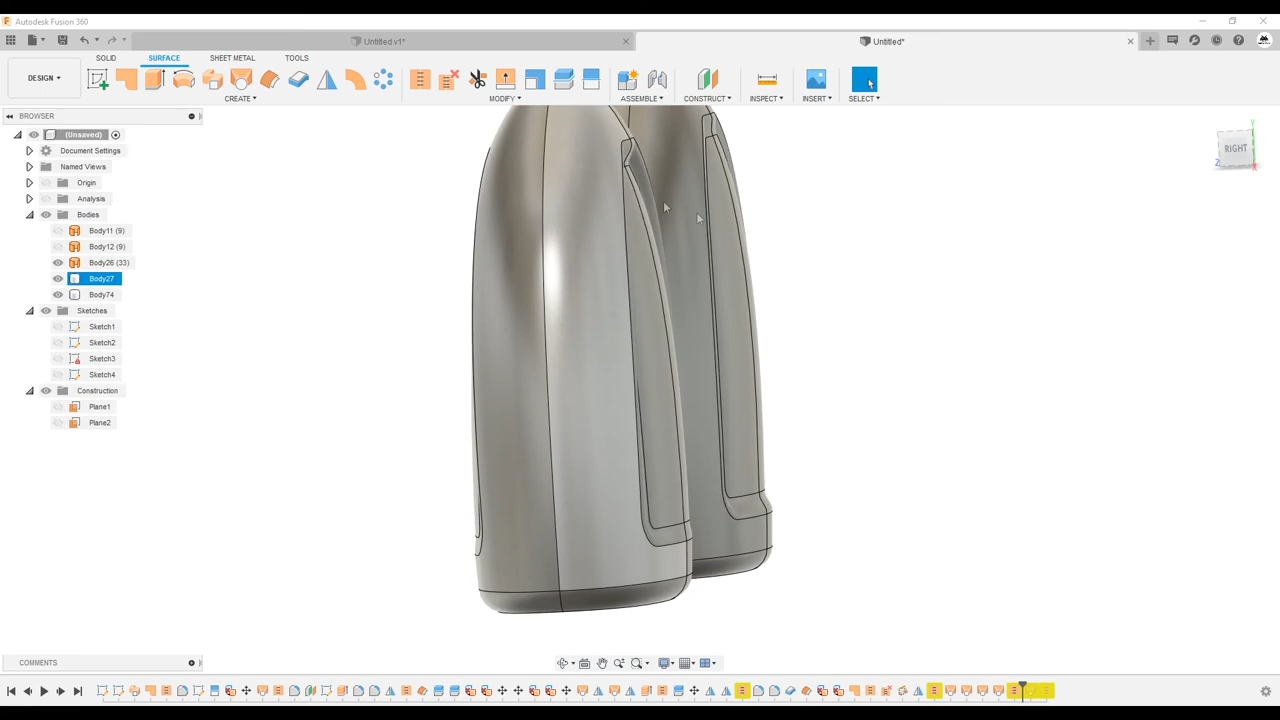 Autodesk Fusion 360
Untitled v1*
Untitled*
SOLID SURFACE SHEET METAL TOOLS
DESIGN
CREATE MODIFY ASSEMBLE CONSTRUCT INSPECT INSERT SELECT
BROWSER
(Unsaved)
Document Settings
Named Views
Origin
Analysis
Bodies
Body11 (9)
Body12 (9)
Body26 (33)
Body27
Body74
Sketches
Sketch1
Sketch2
Sketch3
Sketch4
Construction
Plane1
Plane2
Y
RIGHT
Z X
COMMENTS